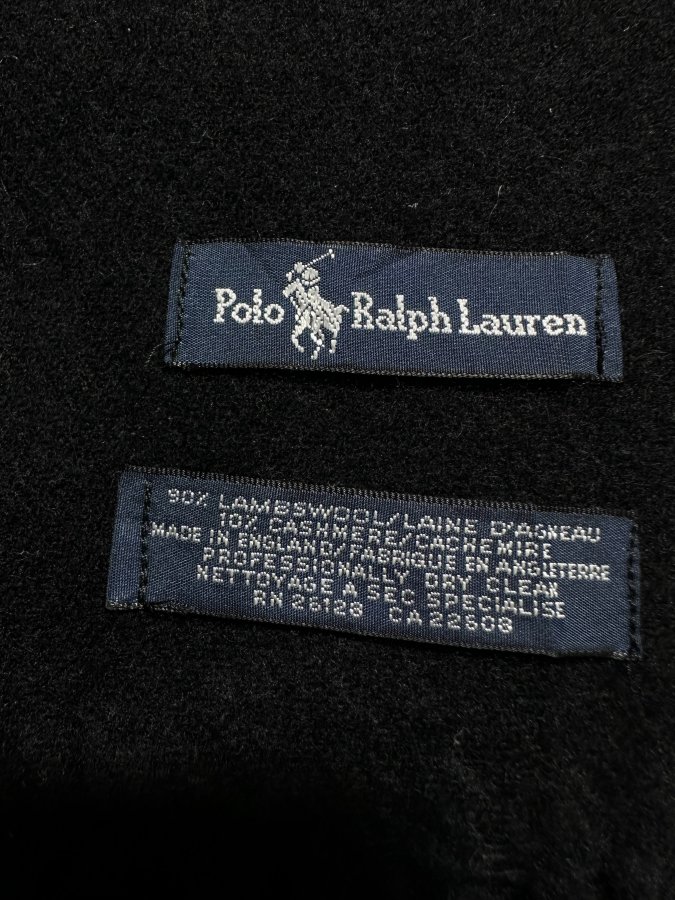 Polo Ralph Lauren
90% LAMBSWOOL/LAINE D'AGNEAU
10% CASHMERE/CACHEMIRE
MADE IN ENGLAND/FABRIQUE EN ANGLETERRE
PROFESSIONALLY DRY CLEAN
NETTOYAGE A SEC SPECIALISE
RN 26128 CA 22808